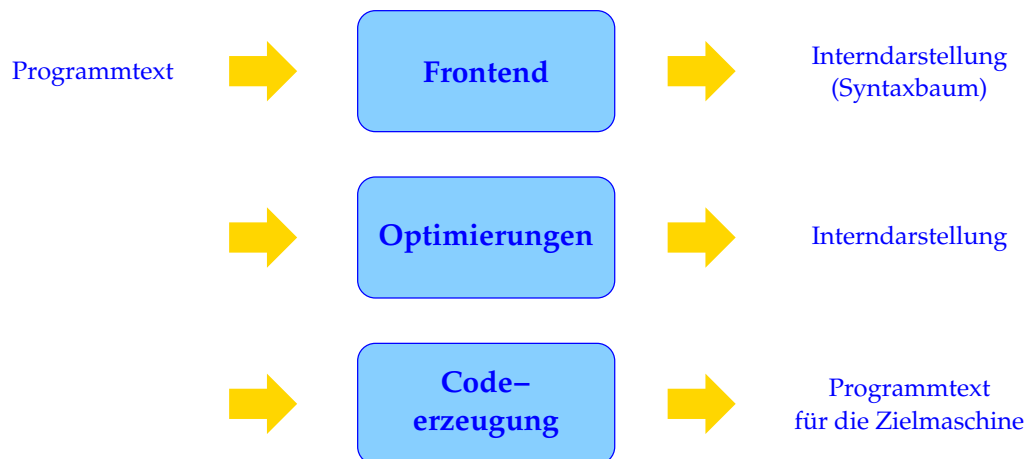 Programmtext
Frontend
Interndarstellung
(Syntaxbaum)
Optimierungen
Interndarstellung
Code–
erzeugung
Programmtext
für die Zielmaschine